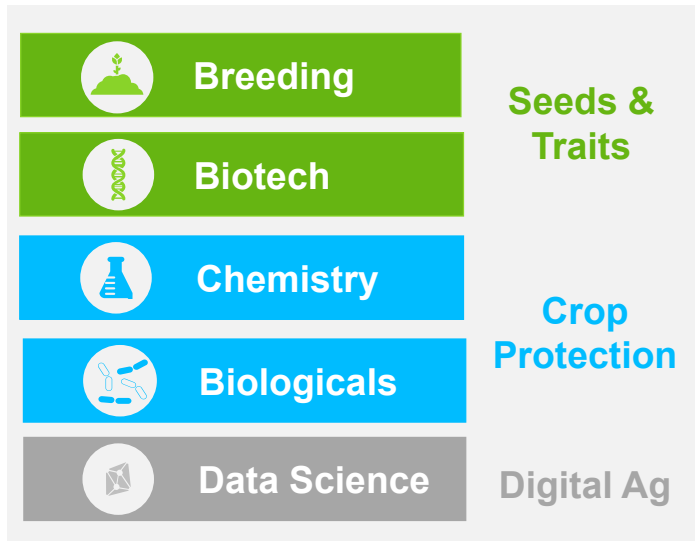 Breeding
Biotech
Seeds &
Traits
Chemistry
Biologicals
Crop
Protection
Data Science
Digital Ag